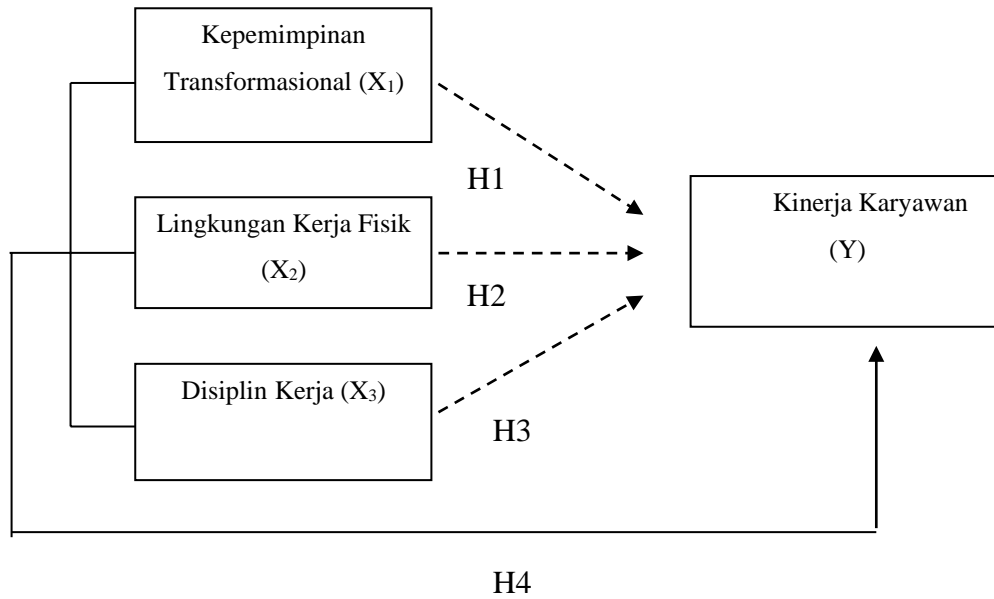 Kepemimpinan
Transformasional (X₁)
H1
Lingkungan Kerja Fisik
(X₂)
Kinerja Karyawan
(Y)
H2
Disiplin Kerja (X₃)
H3
H4